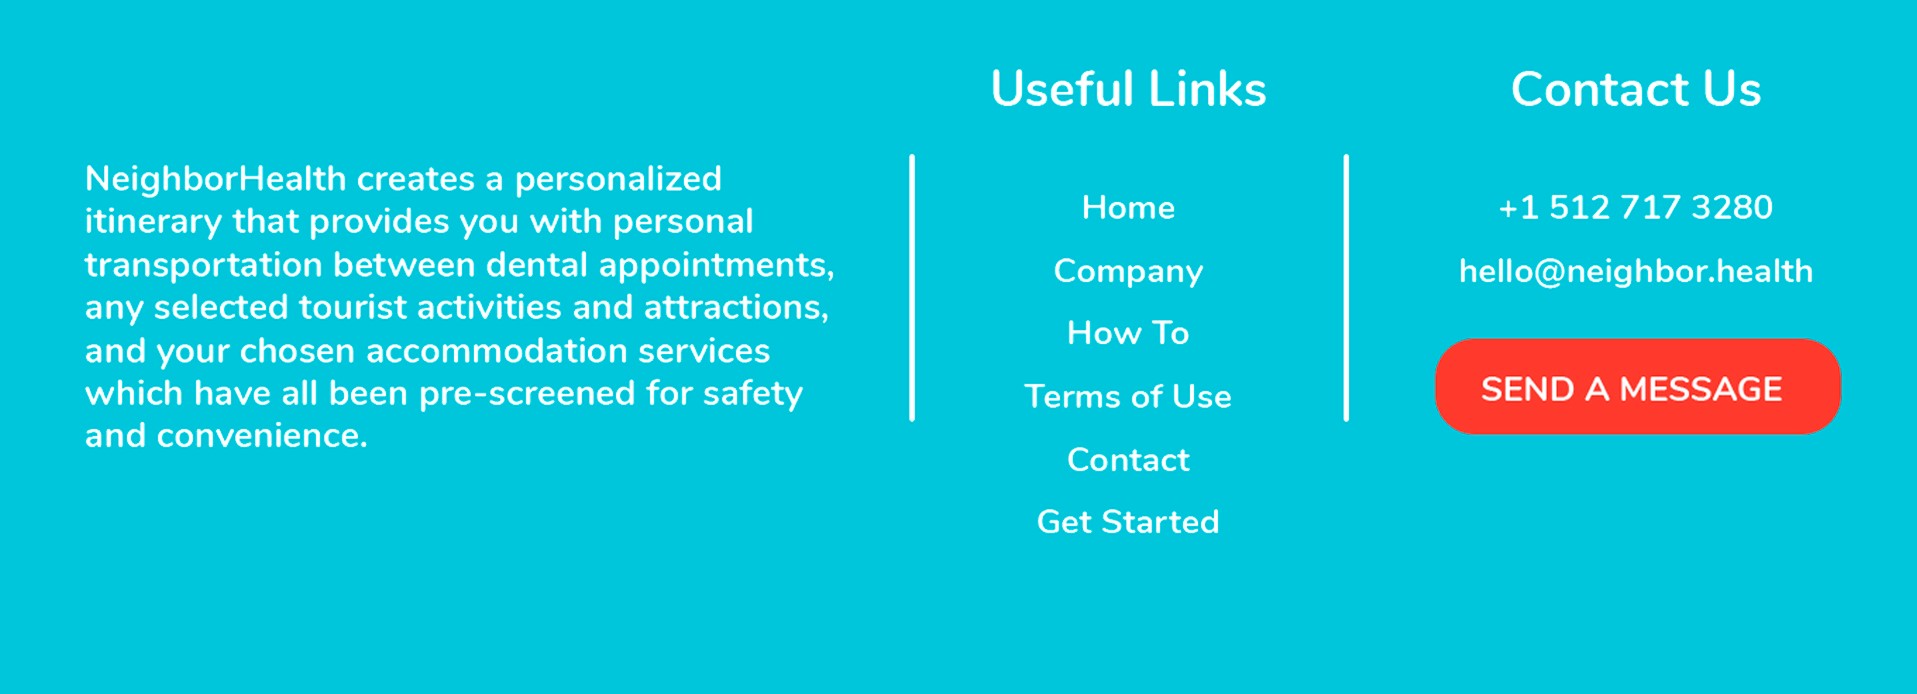 NeighborHealth creates a personalized
itinerary that provides you with personal
transportation between dental appointments,
any selected tourist activities and attractions,
and your chosen accommodation services
which have all been pre-screened for safety
and convenience.
Useful Links
Home
Company
How To
Terms of Use
Contact
Get Started
Contact Us
+1 512 717 3280
hello@neighbor.health
SEND A MESSAGE